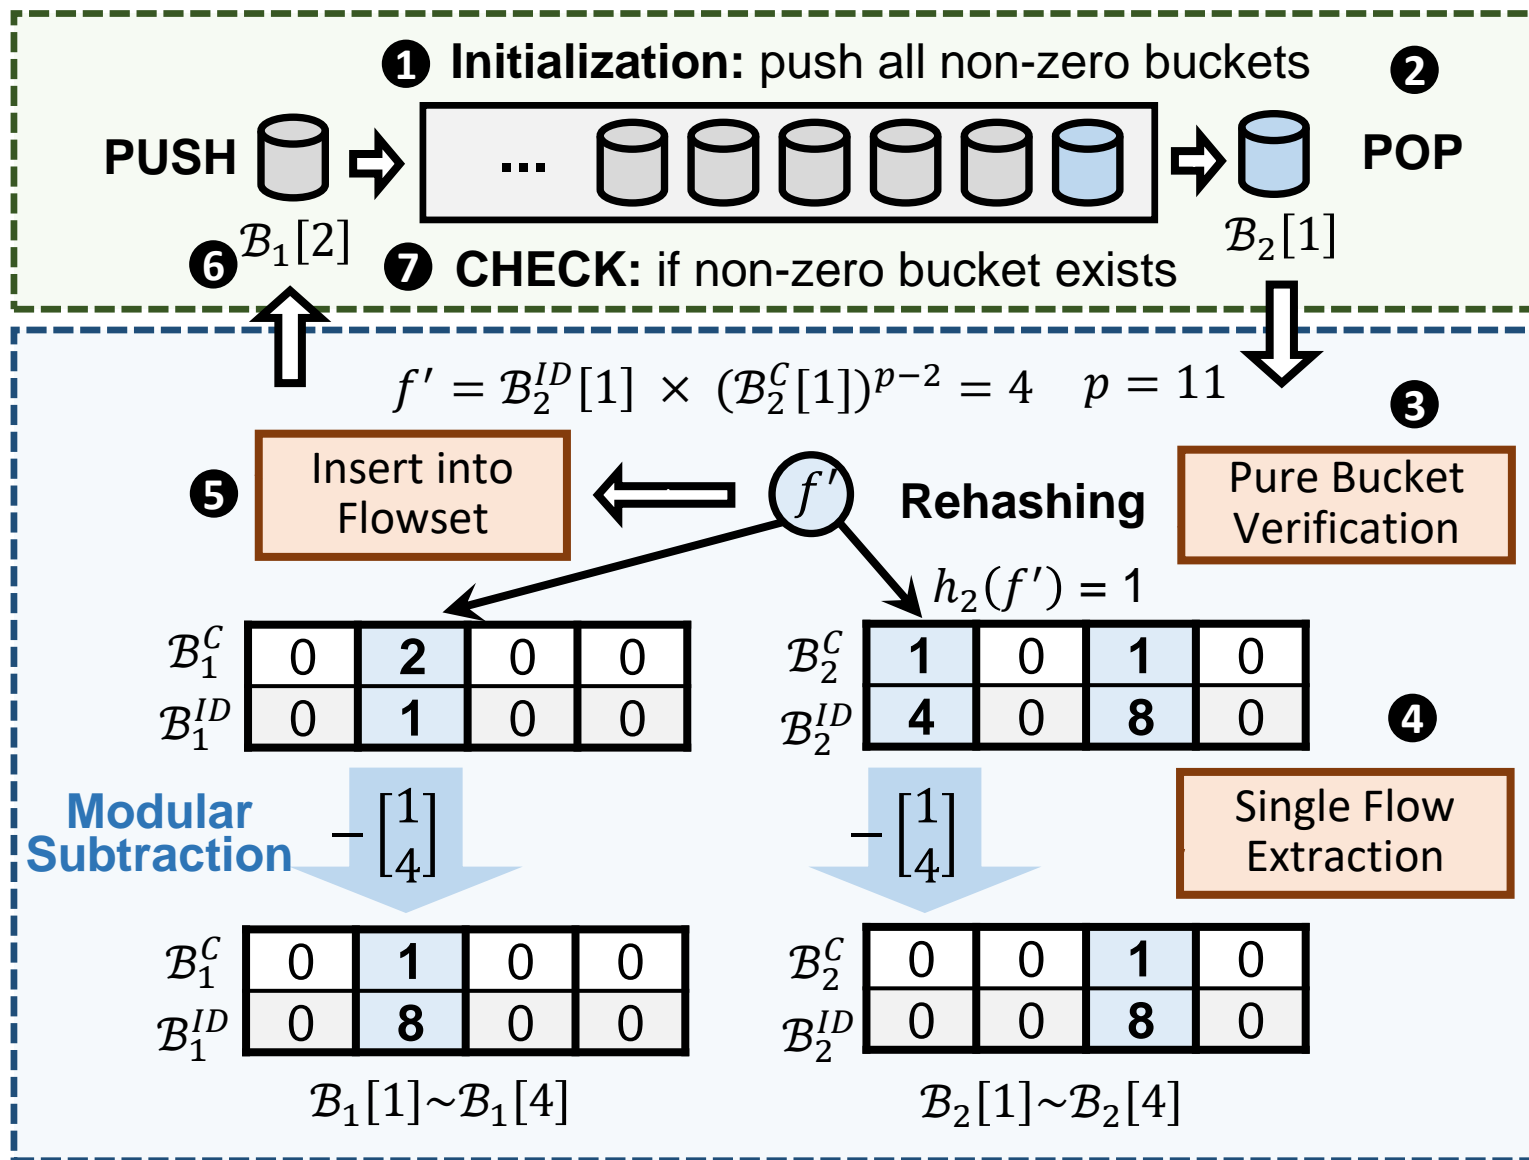 ❶ Initialization: push all non-zero buckets ❷
PUSH ... POP
ℬ₁[2] ℬ₂[1]
❻ ❼ CHECK: if non-zero bucket exists
f′ = ℬ₂^{ID}[1] × (ℬ₂^{C}[1])^{p−2} = 4 p = 11
❸
Pure Bucket
Verification
❺
Insert into
Flowset
f′
Rehashing
h₂(f′) = 1
ℬ₁^{C} 0 2 0 0
ℬ₁^{ID} 0 1 0 0
ℬ₂^{C} 1 0 1 0
ℬ₂^{ID} 4 0 8 0
❹
Single Flow
Extraction
Modular
Subtraction
− [1
4]
− [1
4]
ℬ₁^{C} 0 1 0 0
ℬ₁^{ID} 0 8 0 0
ℬ₂^{C} 0 0 1 0
ℬ₂^{ID} 0 0 8 0
ℬ₁[1]~ℬ₁[4]
ℬ₂[1]~ℬ₂[4]